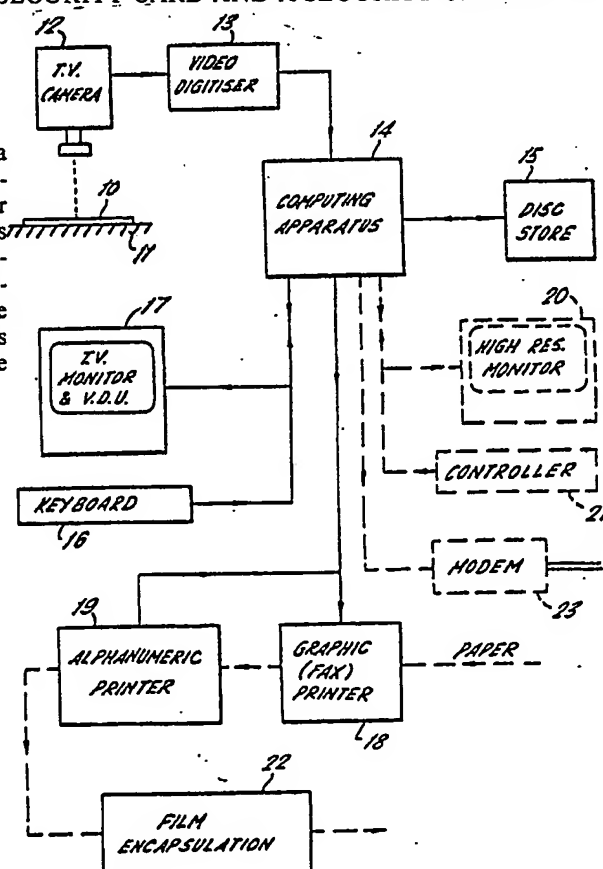 12
13
T.V.
CAMERA
VIDEO
DIGITISER
14
15
a
10
COMPUTING
APPARATUS
DISC
STORE
r
s
11
17
20
e
T.V.
MONITOR
& V.D.U.
HIGH RES.
MONITOR
s
e
CONTROLLER
KEYBOARD
16
MODEM
23
19
ALPHANUMERIC
PRINTER
GRAPHIC
(FAX)
PRINTER
PAPER
18
22
FILM
ENCAPSULATION